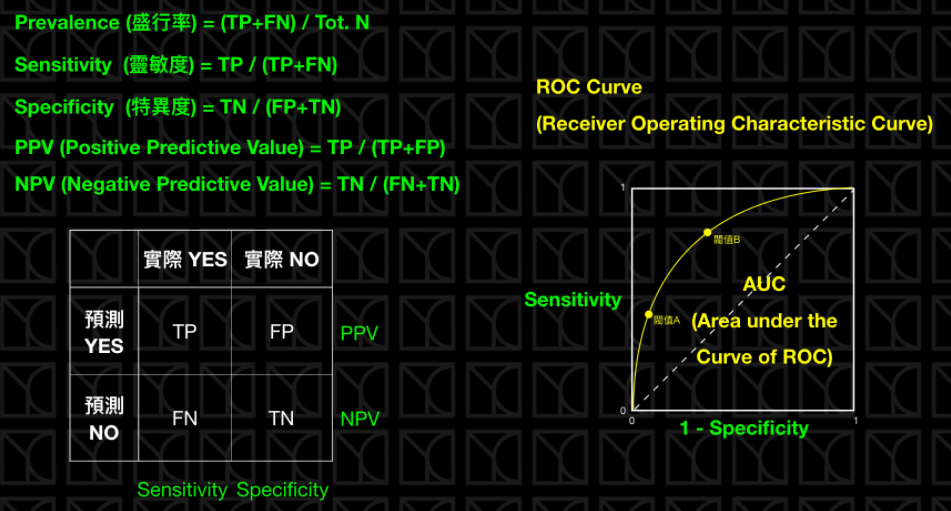 Prevalence (盛行率) = (TP+FN) / Tot. N
Sensitivity (靈敏度) = TP / (TP+FN)
Specificity (特異度) = TN / (FP+TN)
PPV (Positive Predictive Value) = TP / (TP+FP)
NPV (Negative Predictive Value) = TN / (FN+TN)
實際 YES 實際 NO
預測
YES
TP FP PPV
預測
NO
FN TN NPV
Sensitivity Specificity
ROC Curve
(Receiver Operating Characteristic Curve)
1
閾值B
Sensitivity
閾值A
AUC
(Area under the
Curve of ROC)
0
0 1
1 - Specificity